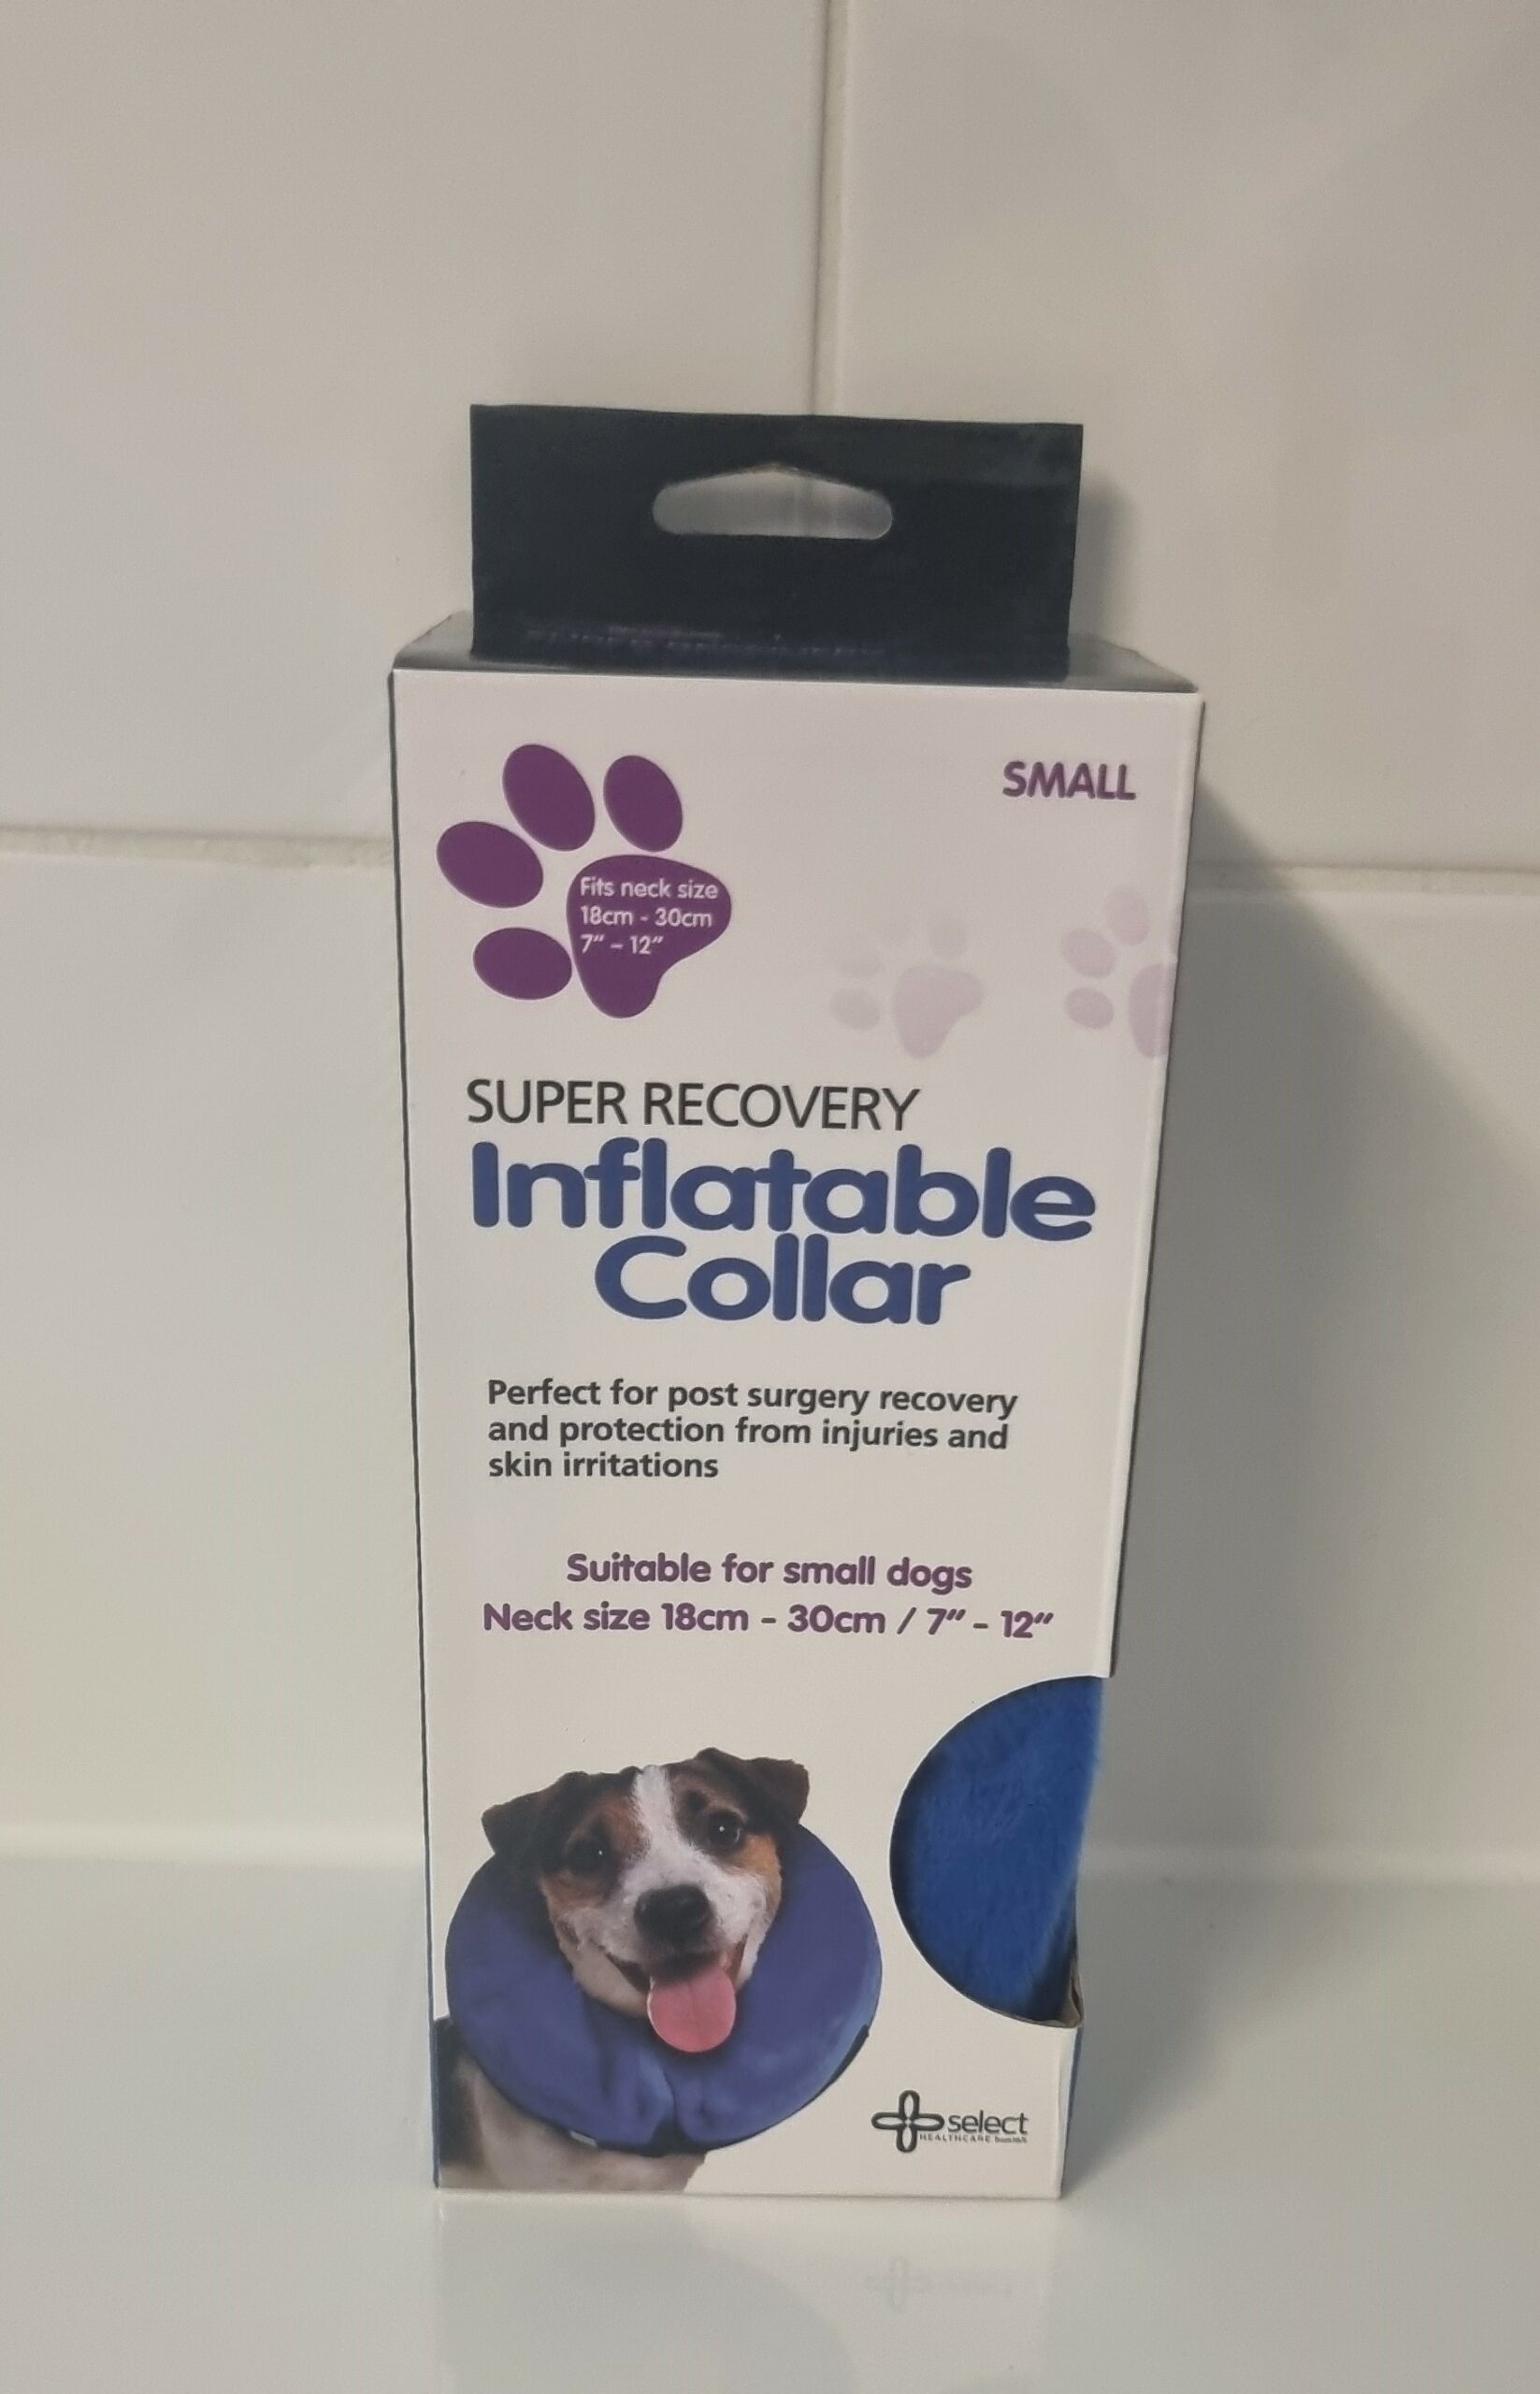 SMALL
Fits neck size
18cm - 30cm
7” – 12”
SUPER RECOVERY
Inflatable
Collar
Perfect for post surgery recovery
and protection from injuries and
skin irritations
Suitable for small dogs
Neck size 18cm - 30cm / 7” - 12”
select
HEALTHCARE